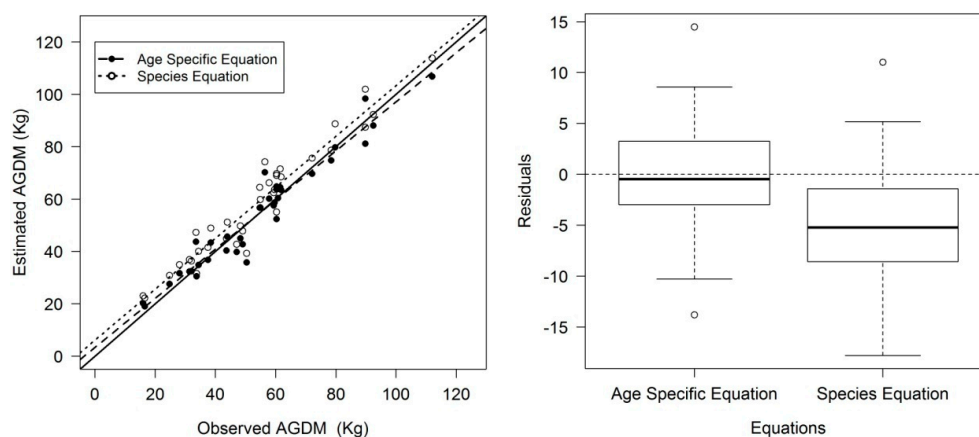 Age Specific Equation
Species Equation
Estimated AGDM (Kg)
120
100
80
60
40
20
0
0 20 40 60 80 100 120
Observed AGDM (Kg)
Residuals
15
10
5
0
-5
-10
-15
Age Specific Equation Species Equation
Equations